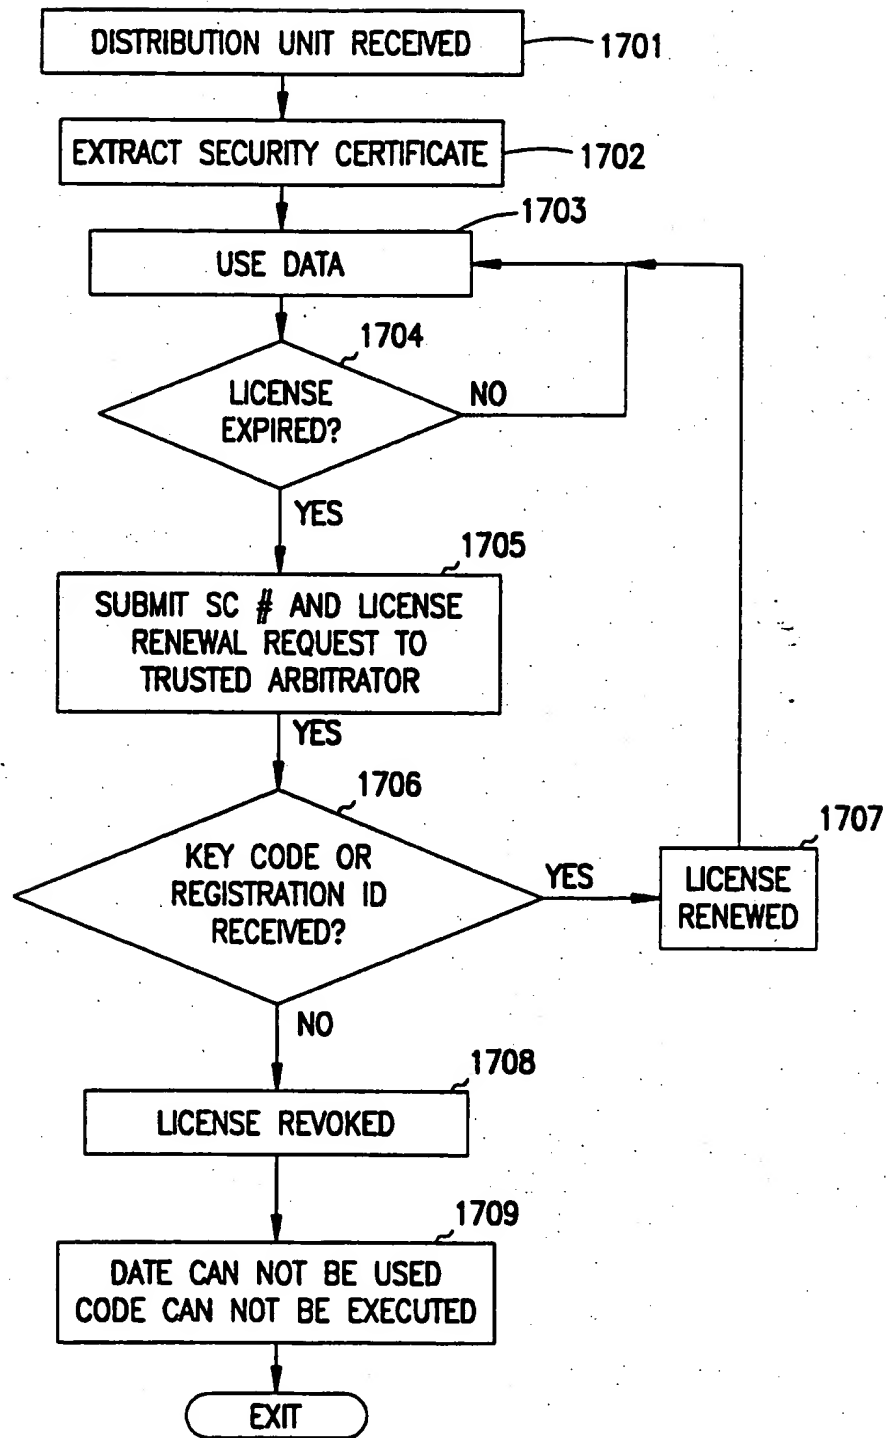 DISTRIBUTION UNIT RECEIVED
1701
EXTRACT SECURITY CERTIFICATE
1702
1703
USE DATA
1704
LICENSE
EXPIRED?
NO
YES
1705
SUBMIT SC # AND LICENSE
RENEWAL REQUEST TO
TRUSTED ARBITRATOR
YES
1706
KEY CODE OR
REGISTRATION ID
RECEIVED?
YES
1707
LICENSE
RENEWED
NO
1708
LICENSE REVOKED
1709
DATE CAN NOT BE USED
CODE CAN NOT BE EXECUTED
EXIT